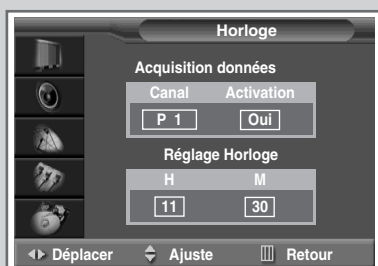 Horloge
Acquisition données
Canal Activation
P 1 Oui
Réglage Horloge
H M
11 30
Déplacer Ajuste Retour